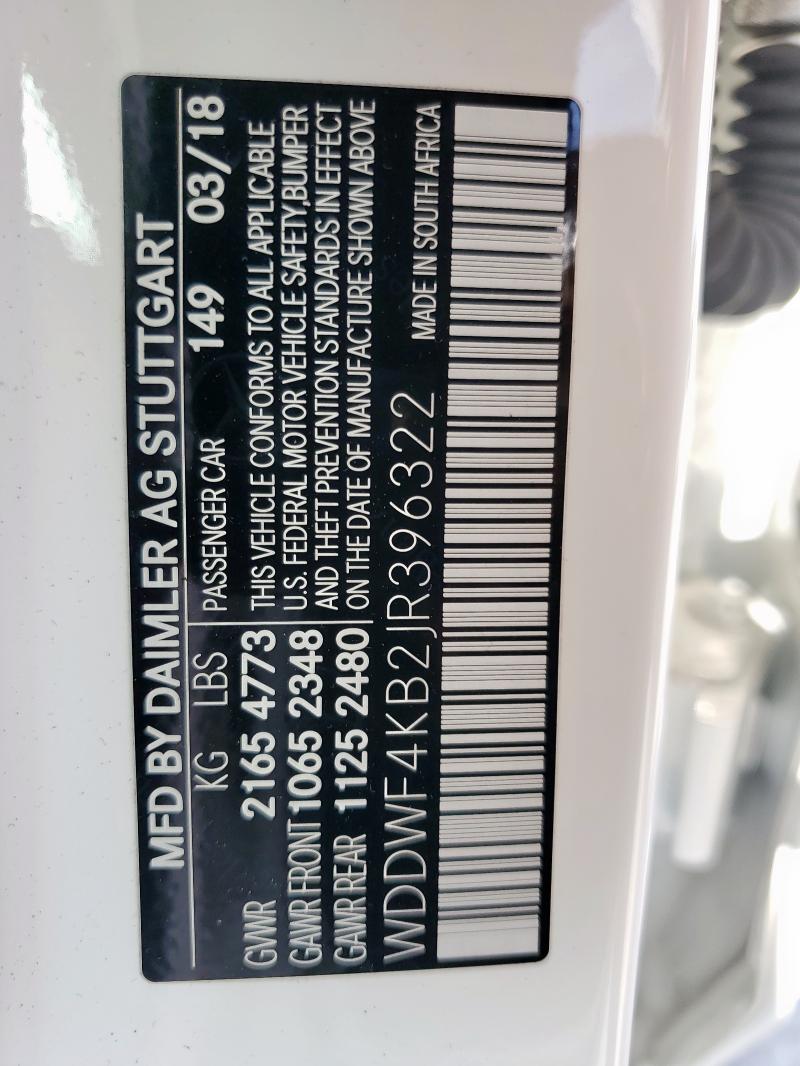 MFD BY DAIMLER AG STUTTGART
KG LBS PASSENGER CAR 149 03/18
GVWR 2165 4773 THIS VEHICLE CONFORMS TO ALL APPLICABLE
GAWR FRONT 1065 2348 U.S. FEDERAL MOTOR VEHICLE SAFETY,BUMPER
GAWR REAR 1125 2480 AND THEFT PREVENTION STANDARDS IN EFFECT
ON THE DATE OF MANUFACTURE SHOWN ABOVE
WDDWF4KB2JR396322 MADE IN SOUTH AFRICA